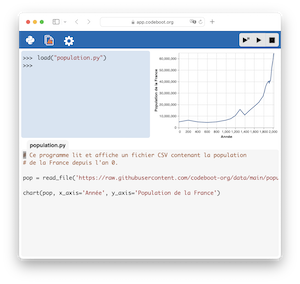 app.codeboot.org
>>> load("population.py")
>>>
Population de la France
60,000,000
50,000,000
40,000,000
30,000,000
20,000,000
10,000,000
0
0 200 400 600 800 1,000 1,200 1,400 1,600 1,800 2,000
Année
population.py
# Ce programme lit et affiche un fichier CSV contenant la population
# de la France depuis l'an 0.
pop = read_file('https://raw.githubusercontent.com/codeboot-org/data/main/popu
chart(pop, x_axis='Année', y_axis='Population de la France')